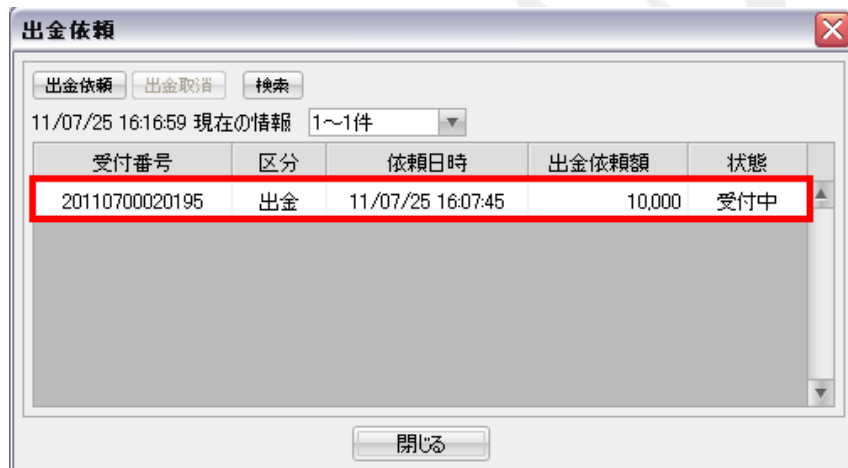 出金依頼
出金依頼 出金取消 検索
11/07/25 16:16:59 現在の情報 1~1件
受付番号 区分 依頼日時 出金依頼額 状態
20110700020195 出金 11/07/25 16:07:45 10,000 受付中
閉じる